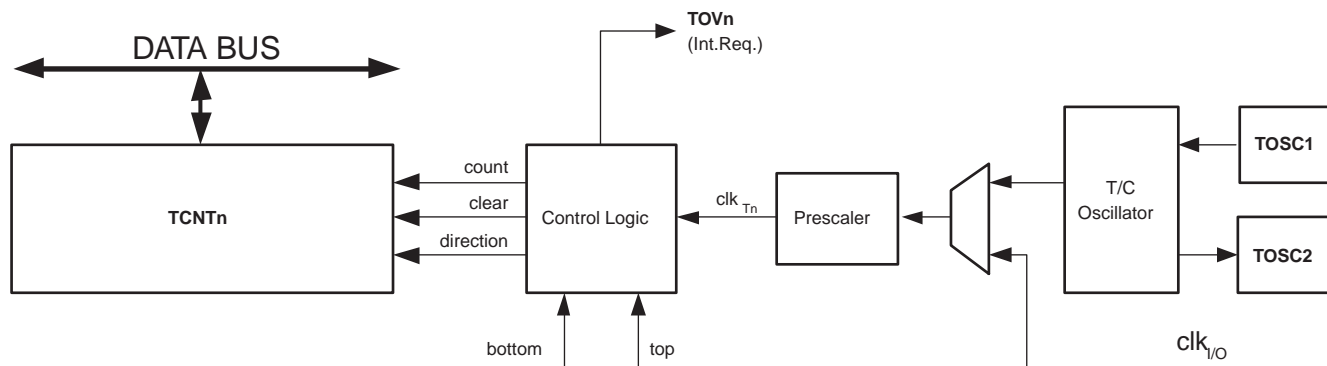 TOVn
(Int.Req.)
DATA BUS
TOSC1
count
T/C
Oscillator
TCNTn
clear
Control Logic
clk Tn
Prescaler
direction
TOSC2
bottom
top
clk I/O